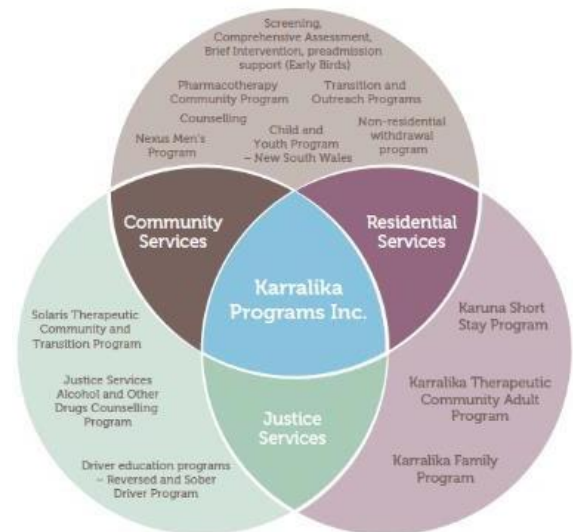 Screening,
Comprehensive Assessment,
Brief Intervention, preadmission
support (Early Birds)
Pharmacotherapy
Community Program
Transition and
Outreach Programs
Counselling
Nexus Men's
Program
Child and
Youth Program
– New South Wales
Non-residential
withdrawal
program
Community
Services
Residential
Services
Karralika
Programs Inc.
Solaris Therapeutic
Community and
Transition Program
Justice Services
Alcohol and Other
Drugs Counselling
Program
Driver education programs
– Reversed and Sober
Driver Program
Justice
Services
Karuna Short
Stay Program
Karralika Therapeutic
Community Adult
Program
Karralika Family
Program